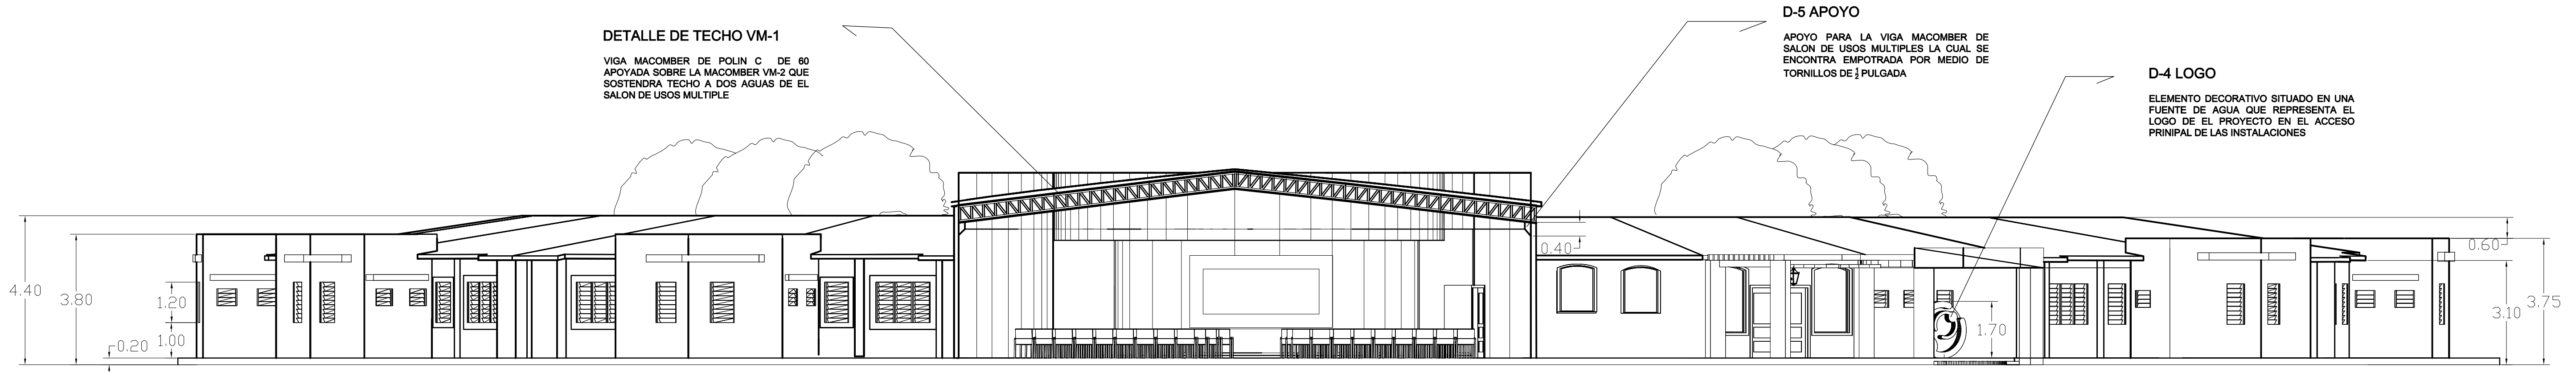 DETALLE DE TECHO VM-1
VIGA MACOMBER DE POLIN C DE 60
APOYADA SOBRE LA MACOMBER VM-2 QUE
SOSTENDRA TECHO A DOS AGUAS DE EL
SALON DE USOS MULTIPLE
D-5 APOYO
APOYO PARA LA VIGA MACOMBER DE
SALON DE USOS MULTIPLES LA CUAL SE
ENCONTRA EMPOTRADA POR MEDIO DE
TORNILLOS DE ½ PULGADA
D-4 LOGO
ELEMENTO DECORATIVO SITUADO EN UNA
FUENTE DE AGUA QUE REPRESENTA EL
LOGO DE EL PROYECTO EN EL ACCESO
PRINIPAL DE LAS INSTALACIONES
4.40
3.80
1.20
1.00
0.20
0.40
1.70
0.60
3.10
3.75